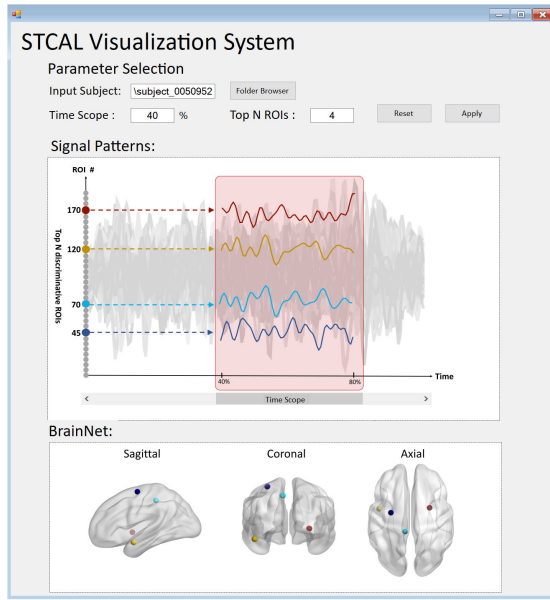 STCAL Visualization System
Parameter Selection
Input Subject: \subject_0050952 Folder Browser
Time Scope : 40 % Top N ROIs : 4 Reset Apply
Signal Patterns:
ROI #
170
120
70
45
Top N discriminative ROIs
40% 80%
Time
< Time Scope >
BrainNet:
Sagittal Coronal Axial